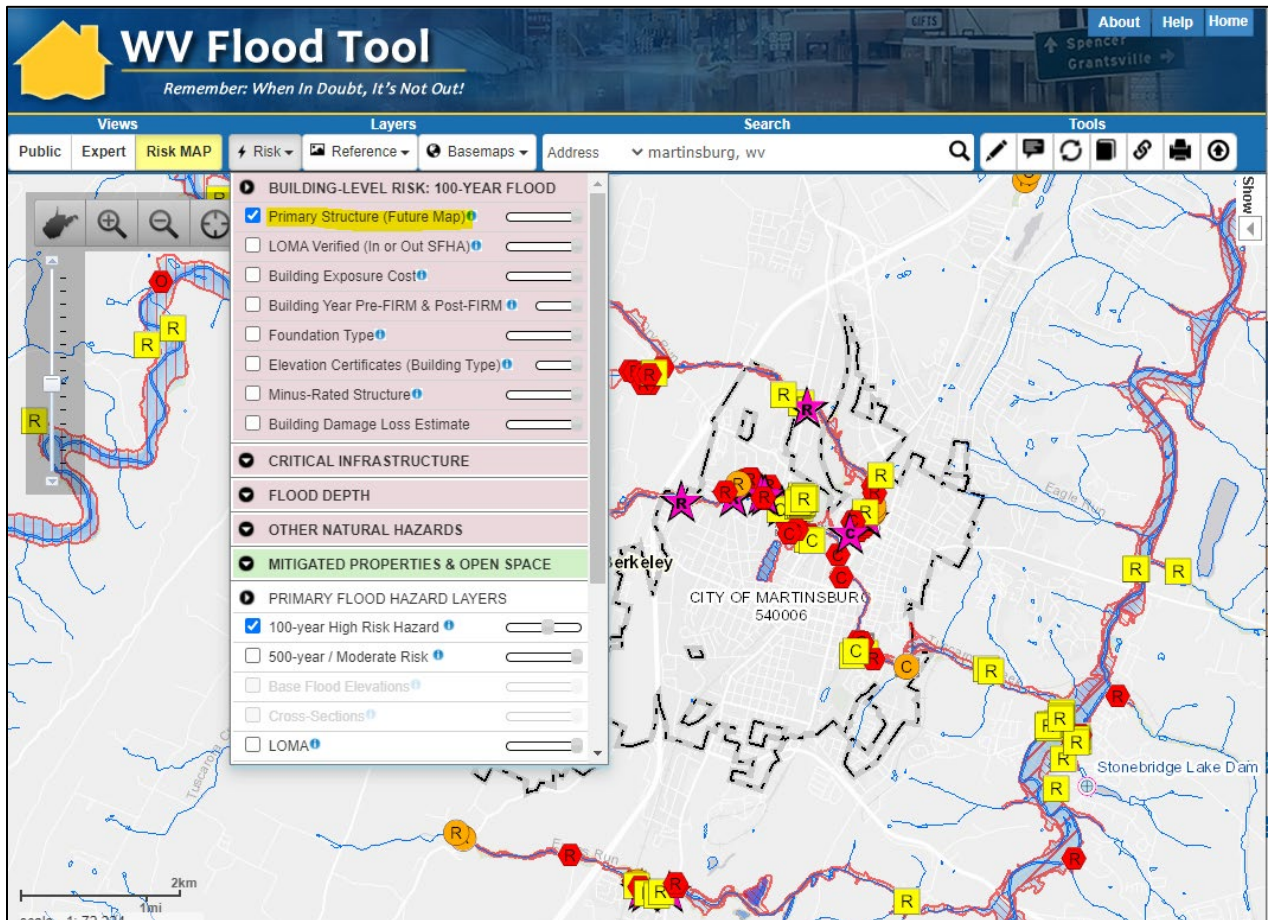 WV Flood Tool
Remember: When In Doubt, It's Not Out!
GIFTS
Spencer
Grantsville
About Help Home
Views Layers Search Tools
Public Expert Risk MAP Risk Reference Basemaps Address martinsburg, wv
Show
BUILDING-LEVEL RISK: 100-YEAR FLOOD
Primary Structure (Future Map)
LOMA Verified (In or Out SFHA)
Building Exposure Cost
Building Year Pre-FIRM & Post-FIRM
Foundation Type
Elevation Certificates (Building Type)
Minus-Rated Structure
Building Damage Loss Estimate
CRITICAL INFRASTRUCTURE
FLOOD DEPTH
OTHER NATURAL HAZARDS
MITIGATED PROPERTIES & OPEN SPACE
PRIMARY FLOOD HAZARD LAYERS
100-year High Risk Hazard
500-year / Moderate Risk
Base Flood Elevations
Cross-Sections
LOMA
O
R
R
R
R
R
R
R
R
Eagle Run
erkeley
C
C
C
R
R
CITY OF MARTINSBURG
540006
C
R
C
R
R
R
R
R
Stonebridge Lake Dam
R
R
R
R
R
R
R
2km
1mi